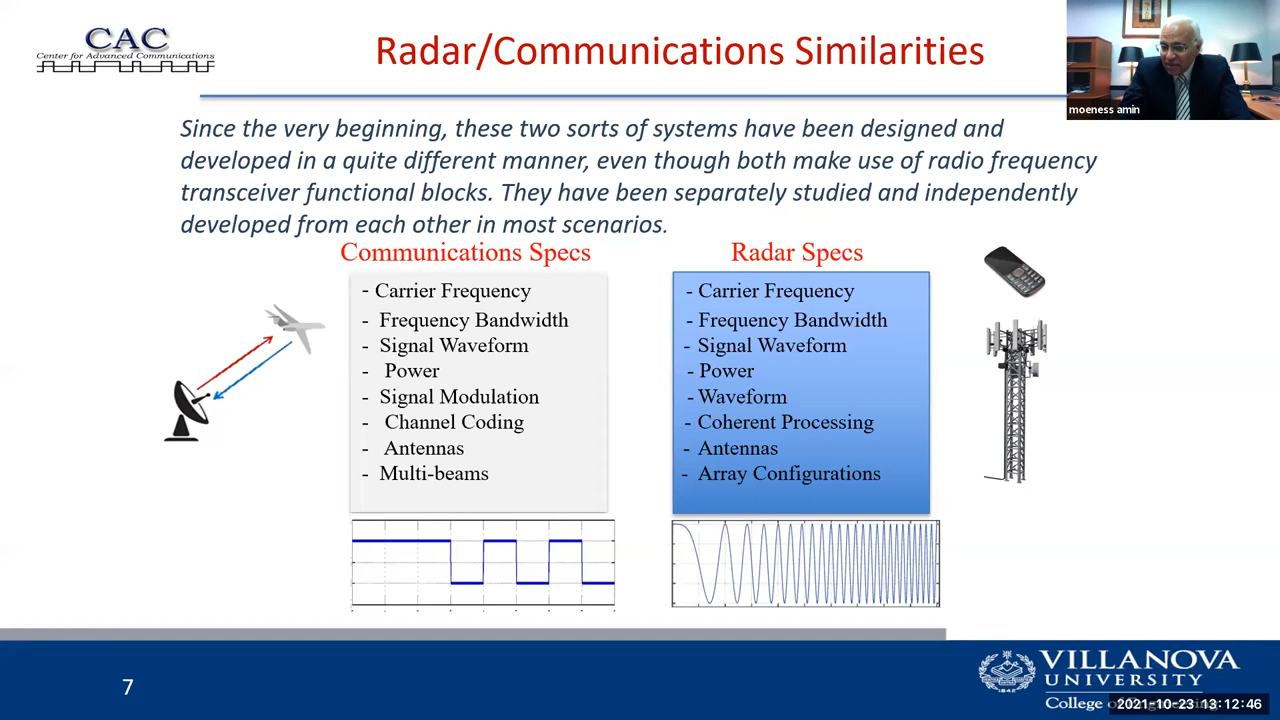 CAC
Center for Advanced Communications
Radar/Communications Similarities
moeness amin
Since the very beginning, these two sorts of systems have been designed and
developed in a quite different manner, even though both make use of radio frequency
transceiver functional blocks. They have been separately studied and independently
developed from each other in most scenarios.
Communications Specs
- Carrier Frequency
- Frequency Bandwidth
- Signal Waveform
- Power
- Signal Modulation
- Channel Coding
- Antennas
- Multi-beams
Radar Specs
- Carrier Frequency
- Frequency Bandwidth
- Signal Waveform
- Power
- Waveform
- Coherent Processing
- Antennas
- Array Configurations
7
1842
VILLANOVA
UNIVERSITY
College of Engineering
2021-10-23 13:12:46